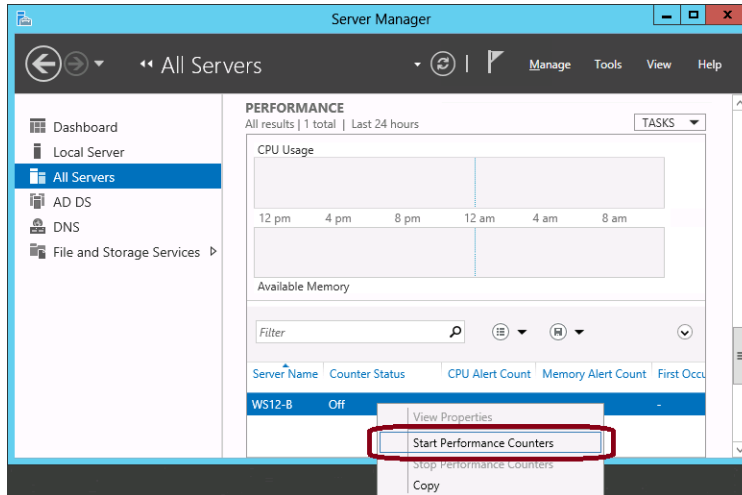 Server Manager
All Servers
Manage Tools View Help
Dashboard
Local Server
All Servers
AD DS
DNS
File and Storage Services
PERFORMANCE
All results | 1 total | Last 24 hours
TASKS
CPU Usage
12 pm 4 pm 8 pm 12 am 4 am 8 am
Available Memory
Filter
Server Name Counter Status CPU Alert Count Memory Alert Count First Occu
WS12-B Off -
View Properties
Start Performance Counters
Stop Performance Counters
Copy